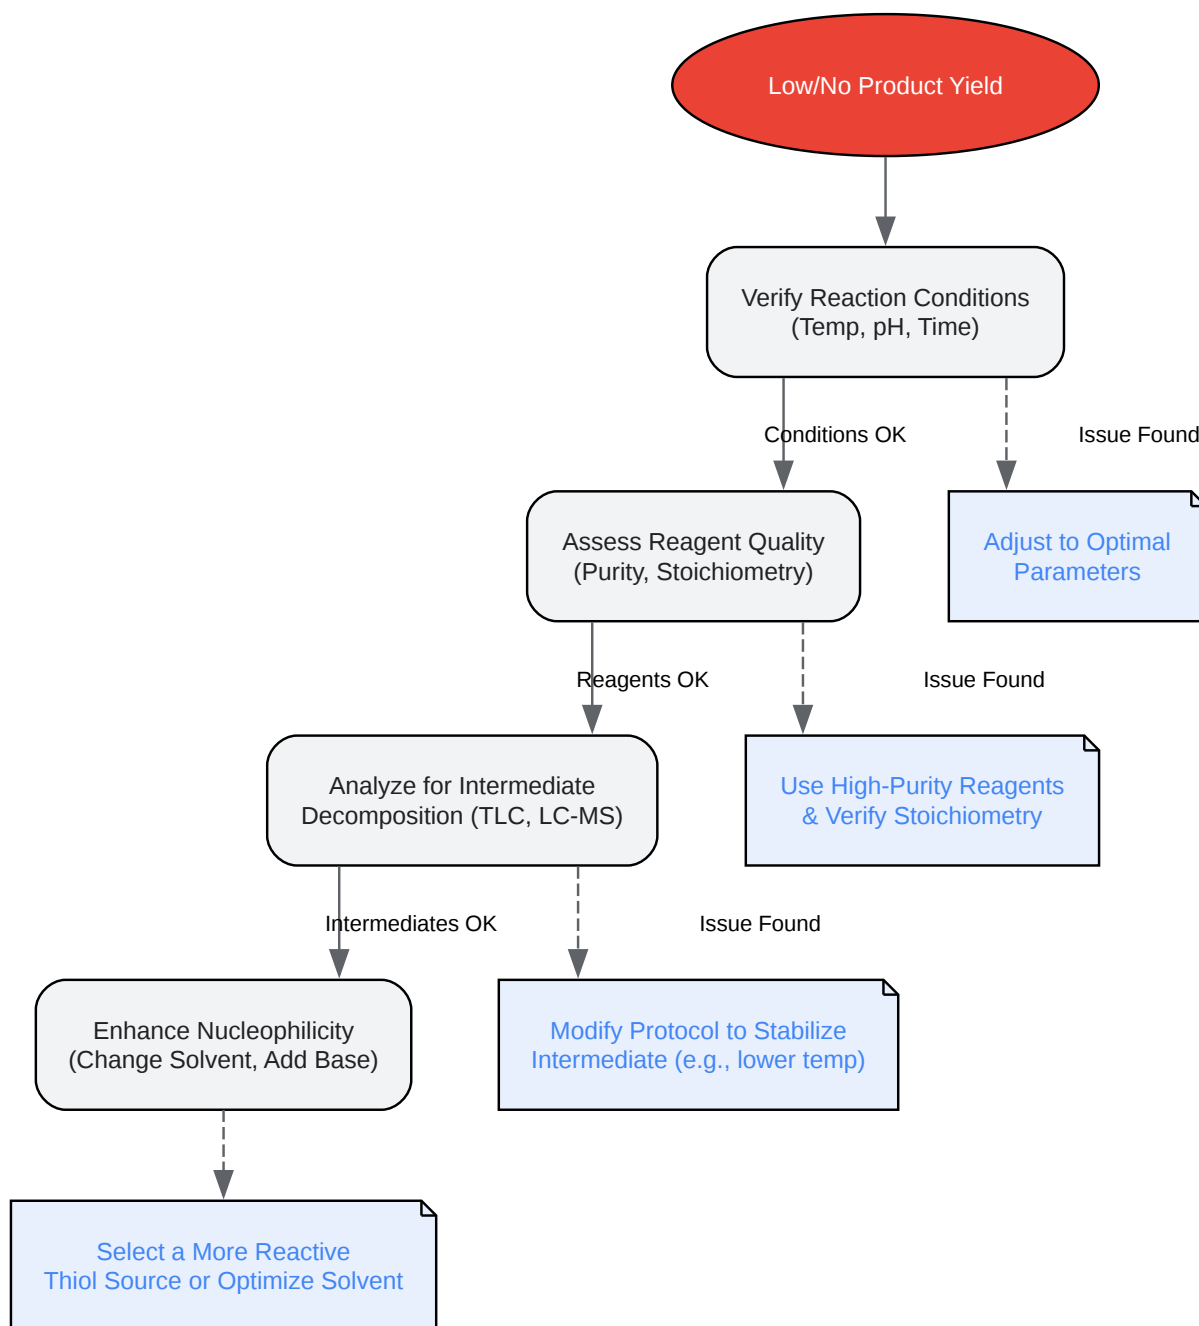 Low/No Product Yield
Verify Reaction Conditions
(Temp, pH, Time)
Conditions OK
Issue Found
Assess Reagent Quality
(Purity, Stoichiometry)
Adjust to Optimal
Parameters
Reagents OK
Issue Found
Analyze for Intermediate
Decomposition (TLC, LC-MS)
Use High-Purity Reagents
& Verify Stoichiometry
Intermediates OK
Issue Found
Enhance Nucleophilicity
(Change Solvent, Add Base)
Modify Protocol to Stabilize
Intermediate (e.g., lower temp)
Select a More Reactive
Thiol Source or Optimize Solvent